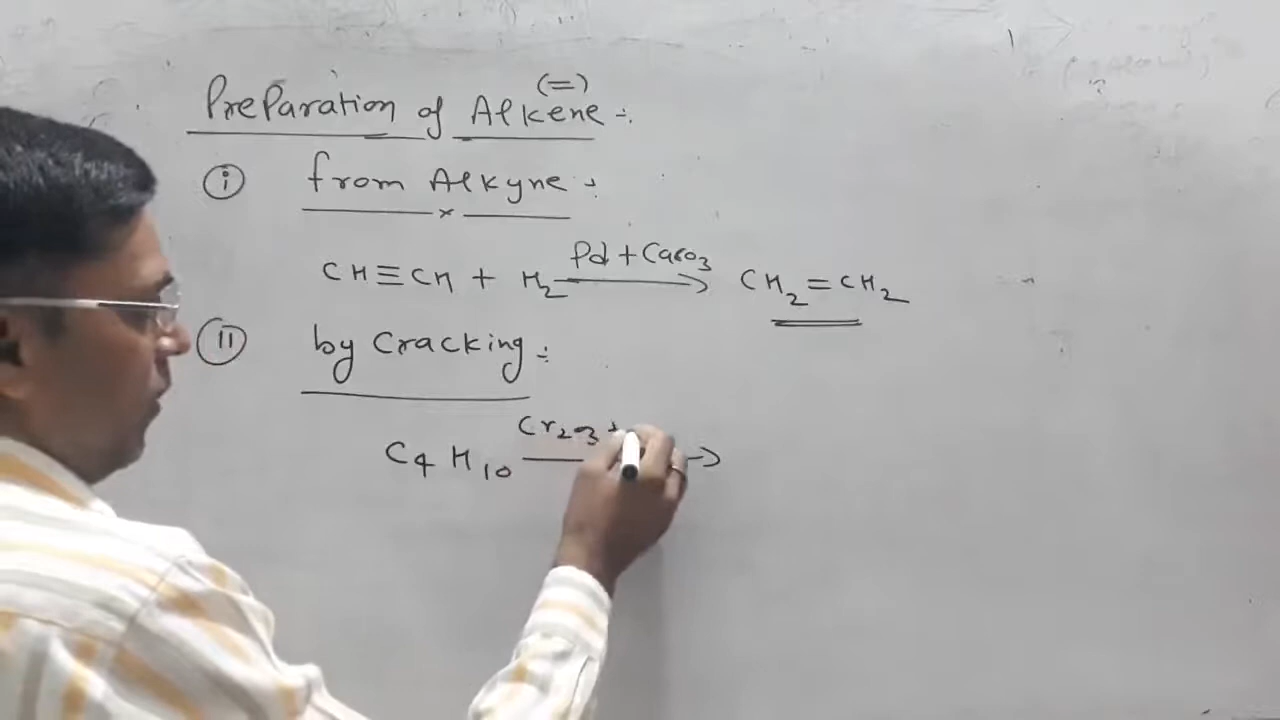 (=)
Preparation of Alkene÷
(i) from Alkyne÷
CH≡CH + H₂ Pd + CaCO₃ → CH₂=CH₂
(II) by Cracking÷
C₄H₁₀ Cr₂O₃ + →